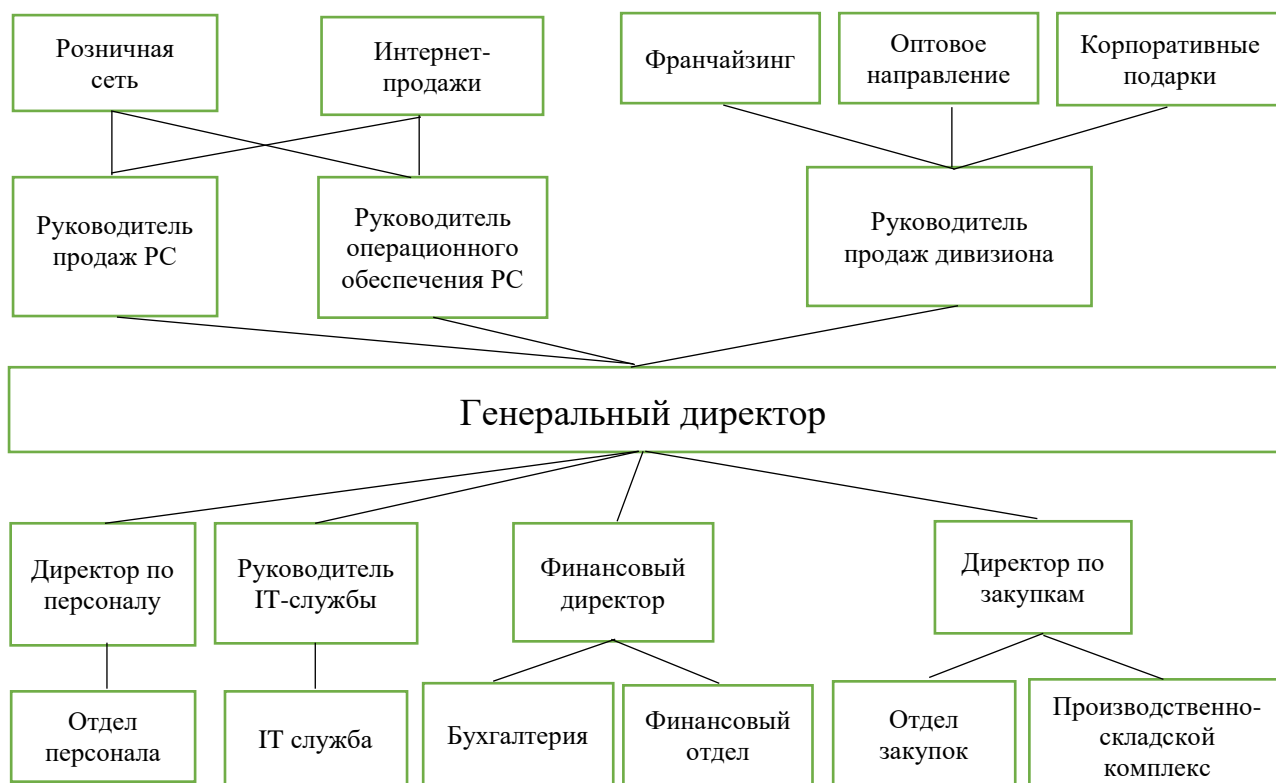 Розничная
сеть
Интернет-
продажи
Франчайзинг
Оптовое
направление
Корпоративные
подарки
Руководитель
продаж РС
Руководитель
операционного
обеспечения РС
Руководитель
продаж дивизиона
Генеральный директор
Директор по
персоналу
Руководитель
IT-службы
Финансовый
директор
Директор по
закупкам
Отдел
персонала
IT служба
Бухгалтерия
Финансовый
отдел
Отдел
закупок
Производственно-
складской
комплекс